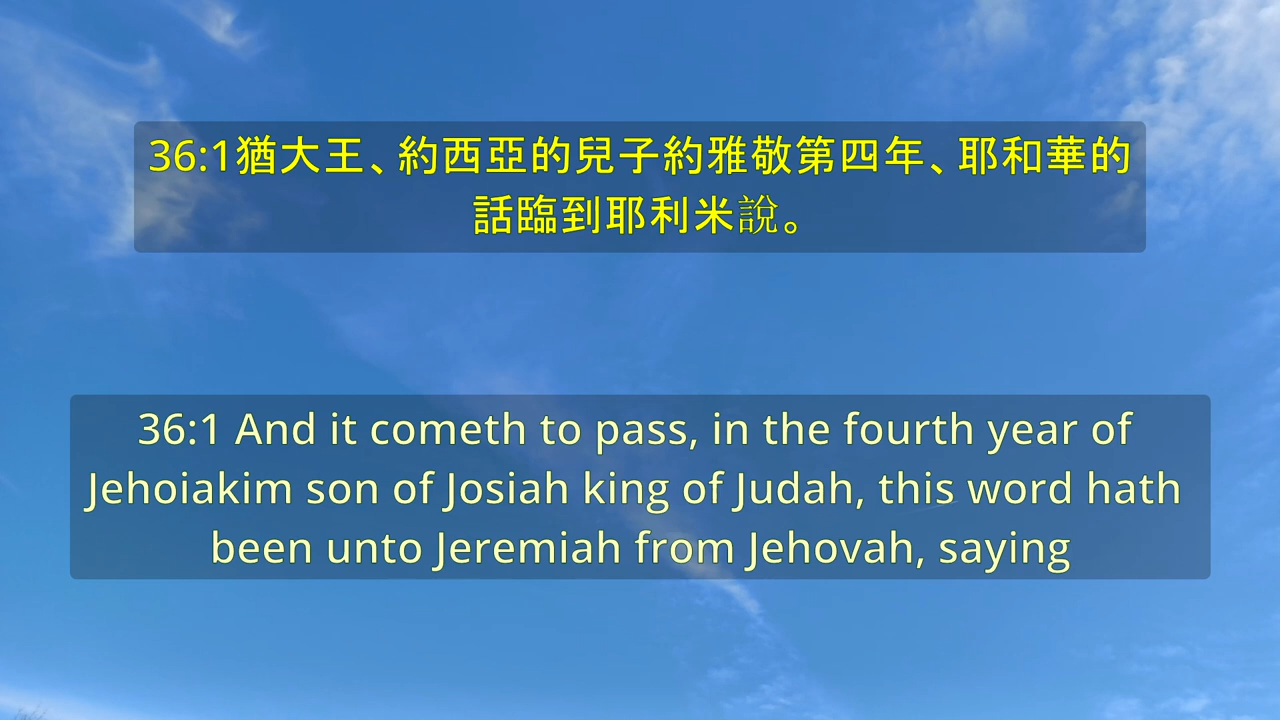 36:1猶大王、約西亞的兒子約雅敬第四年、耶和華的
話臨到耶利米說。
36:1 And it cometh to pass, in the fourth year of
Jehoiakim son of Josiah king of Judah, this word hath
been unto Jeremiah from Jehovah, saying